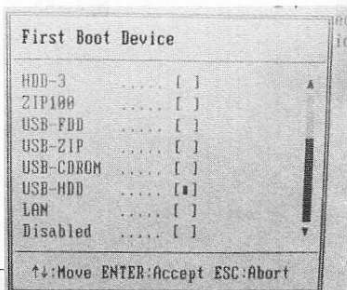 First Boot Device
HDD-3 ..... [ ]
ZIP100 ..... [ ]
USB-FDD ..... [ ]
USB-ZIP ..... [ ]
USB-CDROM ..... [ ]
USB-HDD ..... [■]
LAN ..... [ ]
Disabled ..... [ ]
↑↓:Move ENTER:Accept ESC:Abort